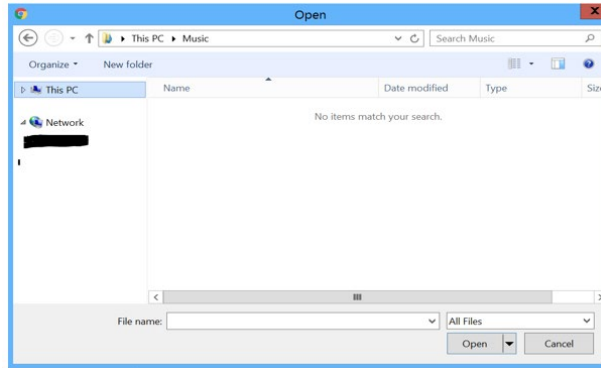 Open
This PC Music
Search Music
Organize New folder
This PC Name Date modified Type Siz
No items match your search.
Network
File name: All Files
Open Cancel